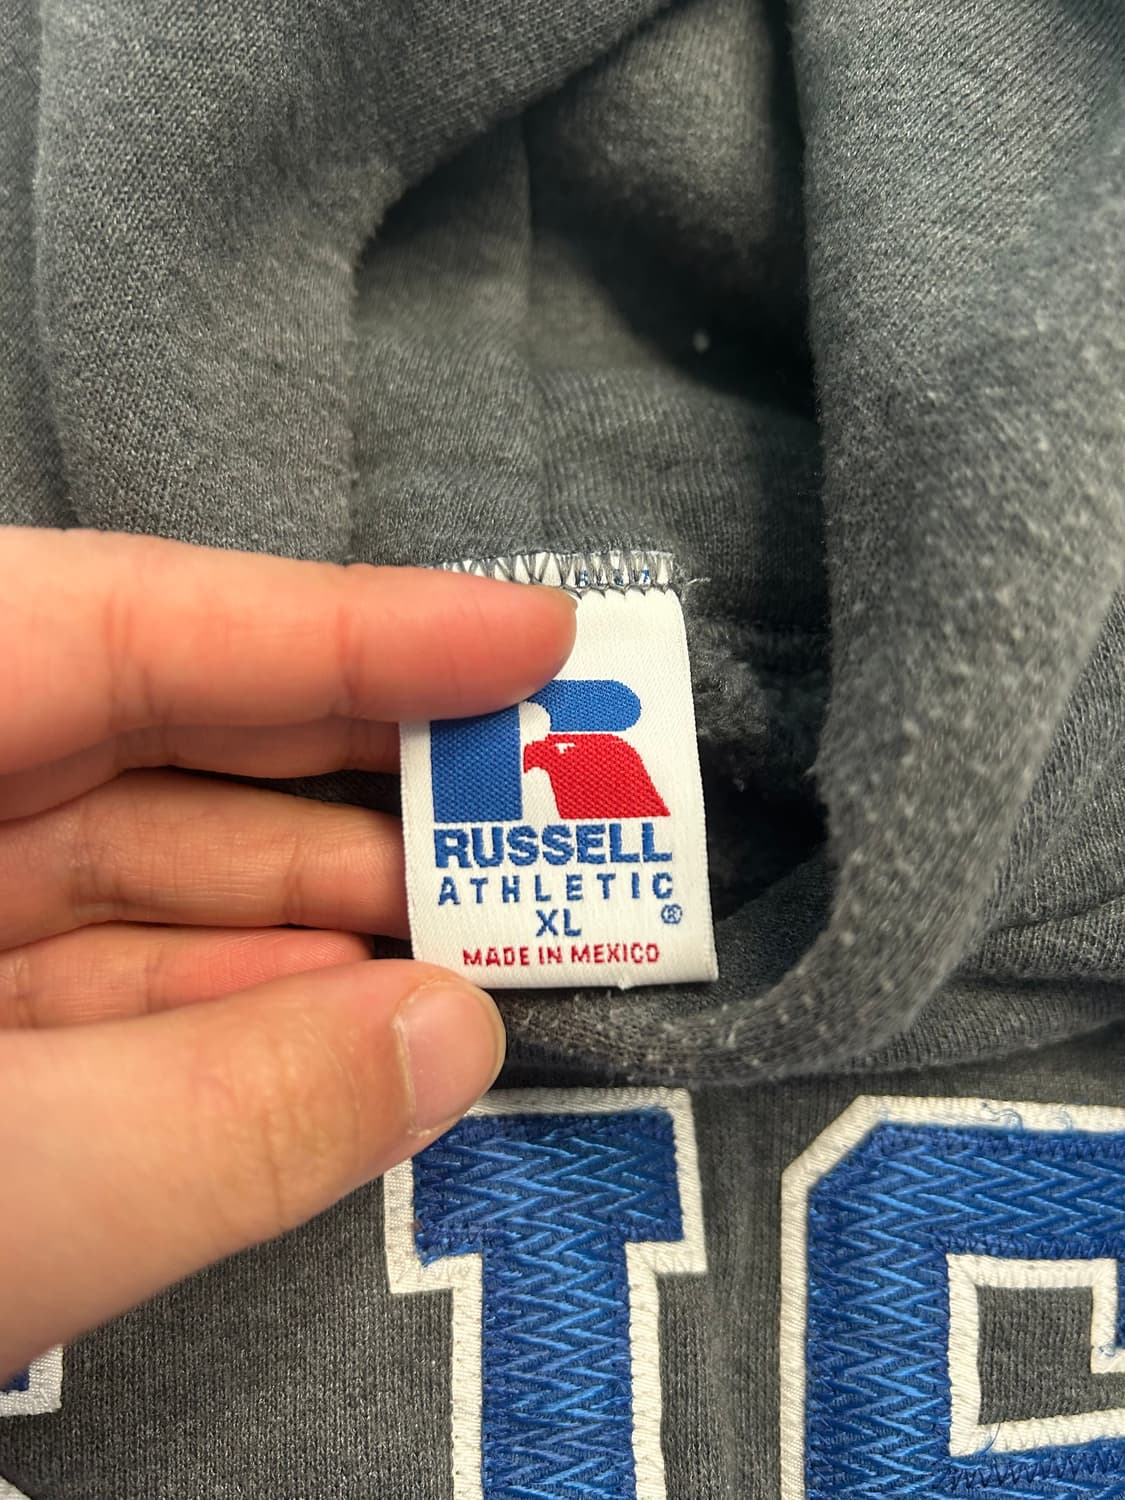 RUSSELL
ATHLETIC
XL ®
MADE IN MEXICO